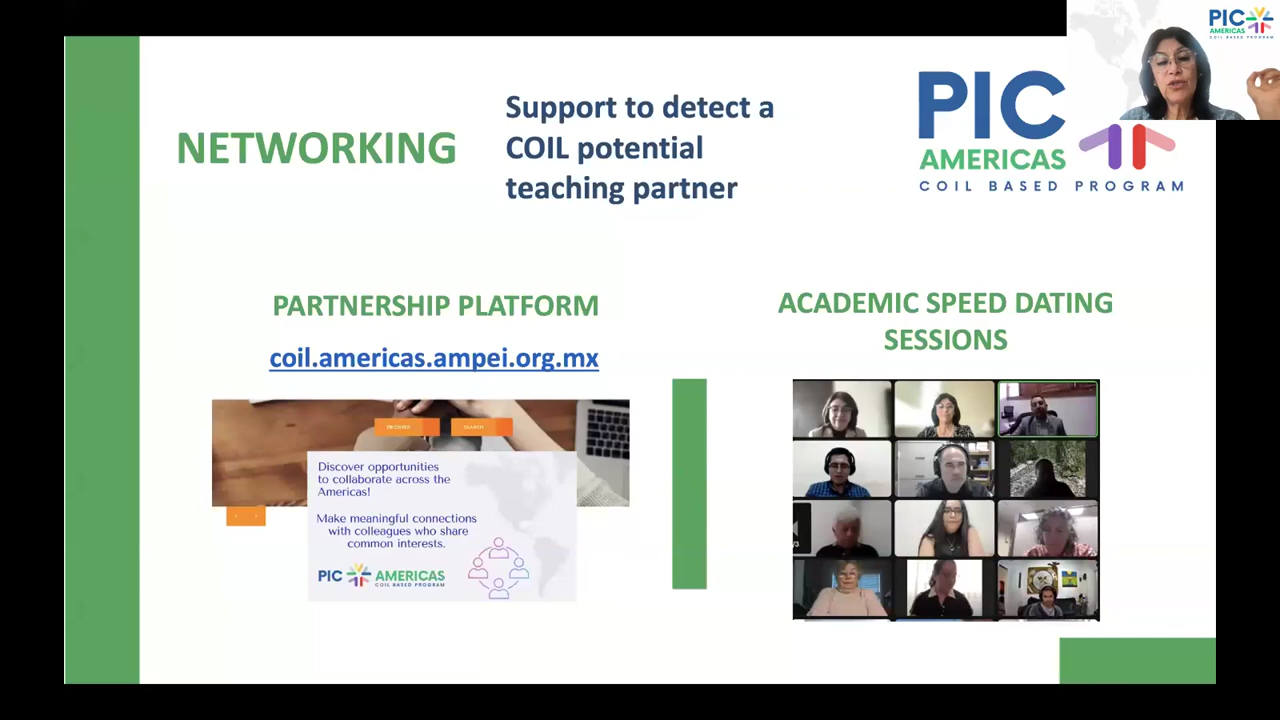 PIC
AMERICAS
COIL BASED PROGRAM
NETWORKING
Support to detect a
COIL potential
teaching partner
PIC
AMERICAS
COIL BASED PROGRAM
PARTNERSHIP PLATFORM
coil.americas.ampei.org.mx
SEARCH
Discover opportunities
to collaborate across the
Americas!
Make meaningful connections
with colleagues who share
common interests.
PIC AMERICAS
COIL BASED PROGRAM
ACADEMIC SPEED DATING
SESSIONS